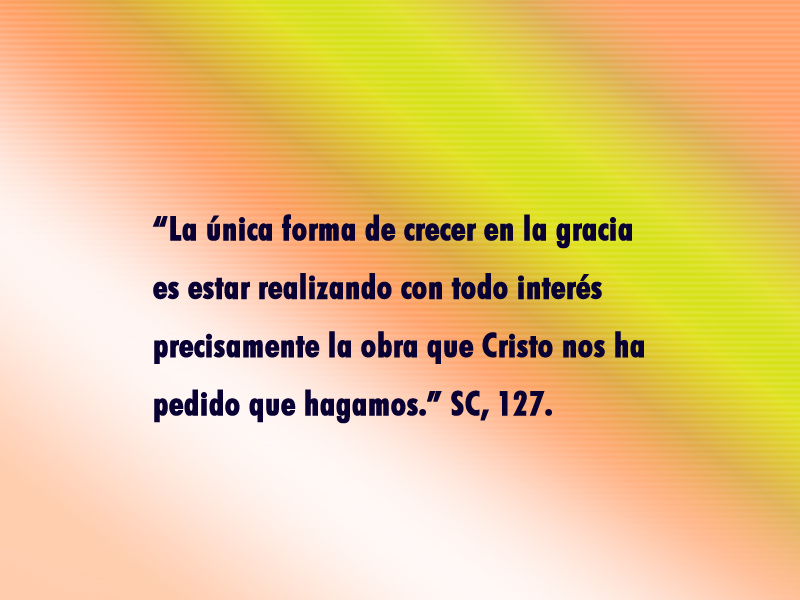 “La única forma de crecer en la gracia
es estar realizando con todo interés
precisamente la obra que Cristo nos ha
pedido que hagamos.” SC, 127.